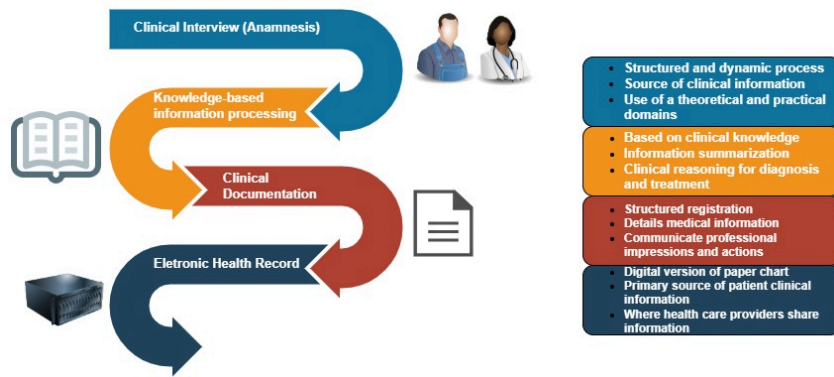 Clinical Interview (Anamnesis)
Knowledge-based
information processing
Clinical
Documentation
Eletronic Health Record
• Structured and dynamic process
• Source of clinical information
• Use of a theoretical and practical
domains
• Based on clinical knowledge
• Information summarization
• Clinical reasoning for diagnosis
and treatment
• Structured registration
• Details medical information
• Communicate professional
impressions and actions
• Digital version of paper chart
• Primary source of patient clinical
information
• Where health care providers share
information